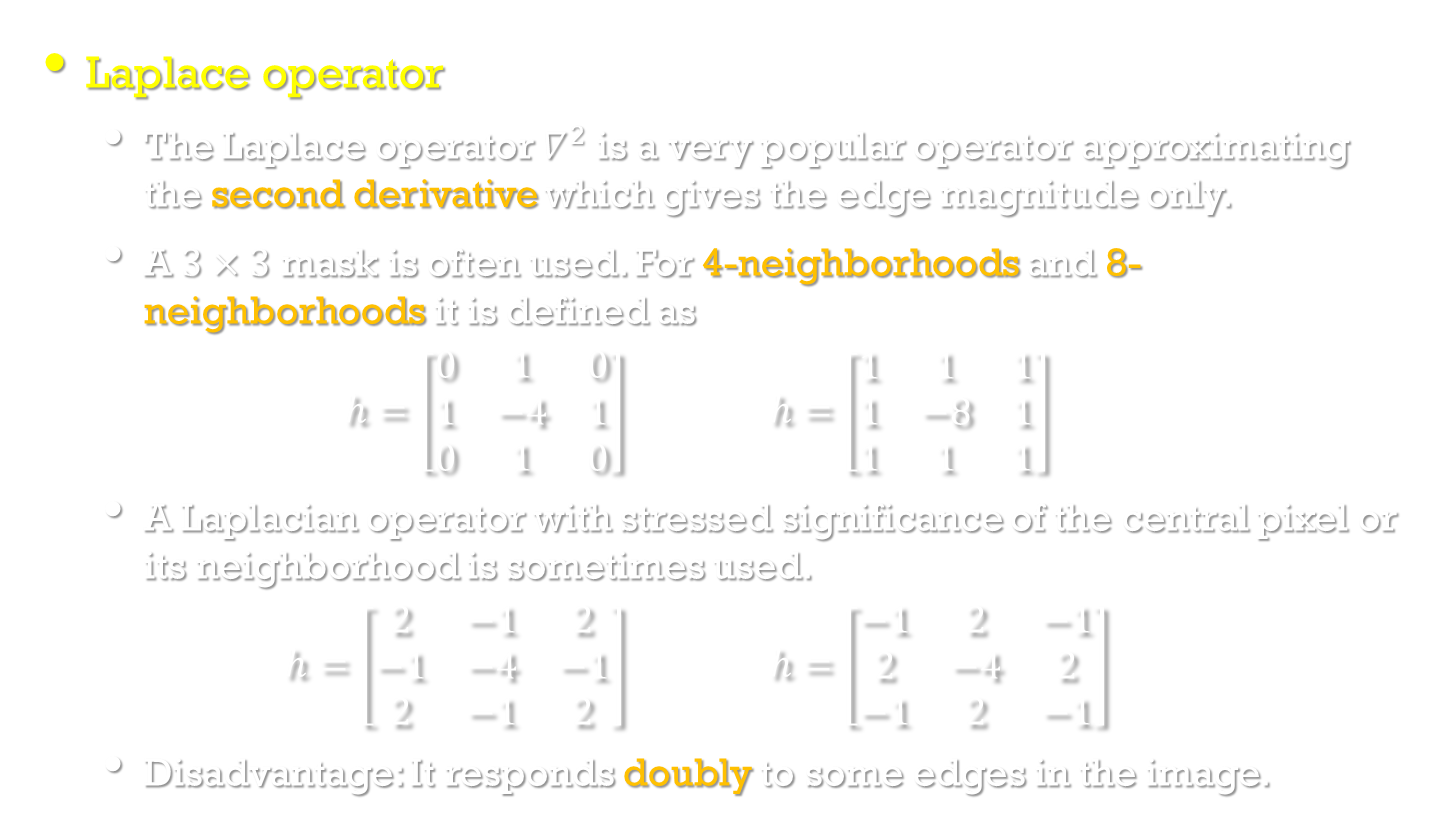 • Laplace operator
• The Laplace operator ∇² is a very popular operator approximating
the second derivative which gives the edge magnitude only.
• A 3 × 3 mask is often used. For 4-neighborhoods and 8-
neighborhoods it is defined as
h = [0 1 0; 1 −4 1; 0 1 0] h = [1 1 1; 1 −8 1; 1 1 1]
• A Laplacian operator with stressed significance of the central pixel or
its neighborhood is sometimes used.
h = [2 −1 2; −1 −4 −1; 2 −1 2] h = [−1 2 −1; 2 −4 2; −1 2 −1]
• Disadvantage: It responds doubly to some edges in the image.